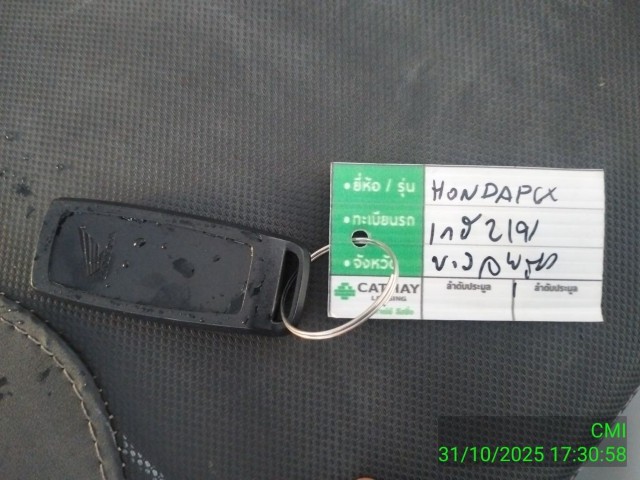 • ยี่ห้อ / รุ่น HONDAPCX
• ทะเบียนรถ
• จังหวัด
CATHAY
LEASING
ลำดับประมูล ลำดับประมูล
CMI
31/10/2025 17:30:58